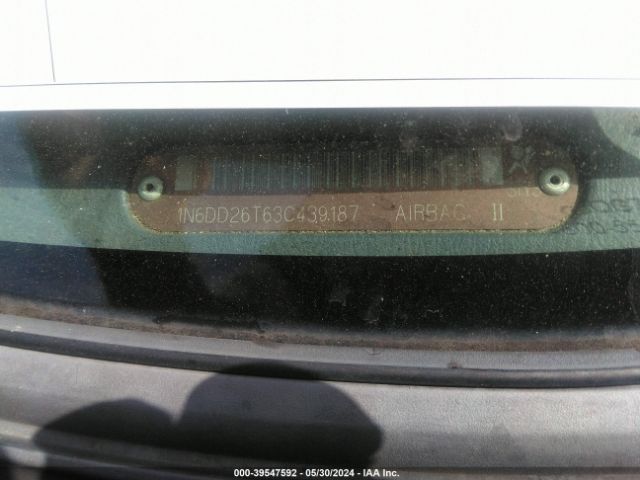 1N6DD26T63C439187 AIRBAG II
000-39547592 - 05/30/2024 - IAA Inc.